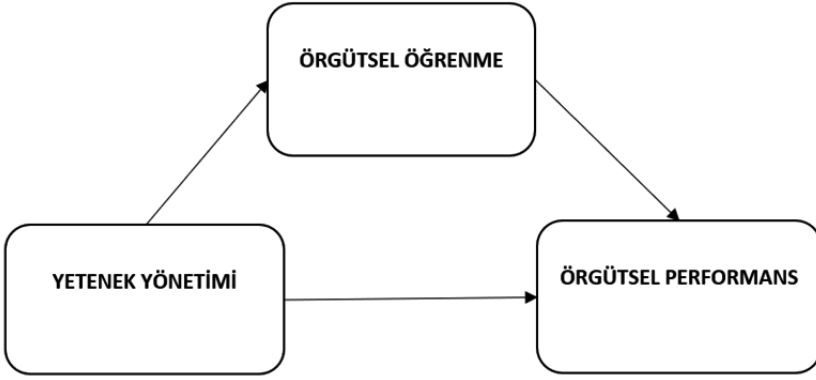 ÖRGÜTSEL ÖĞRENME
YETENEK YÖNETİMİ
ÖRGÜTSEL PERFORMANS